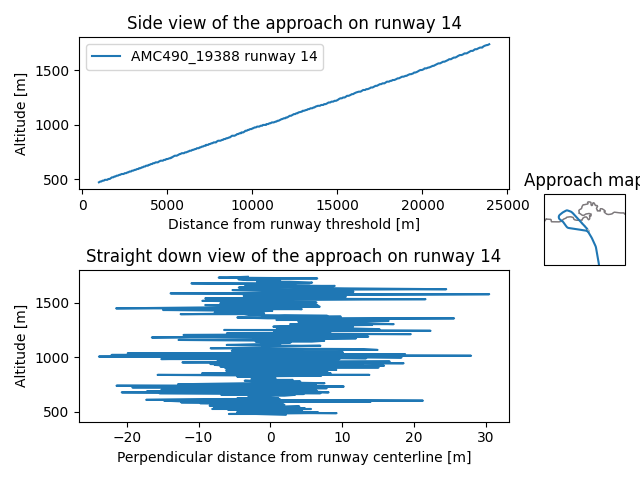 Side view of the approach on runway 14
AMC490_19388 runway 14
Altitude [m]
1500
1000
500
0
5000
10000
15000
20000
25000
Distance from runway threshold [m]
Approach map
Straight down view of the approach on runway 14
Altitude [m]
1500
1000
500
−20
−10
0
10
20
30
Perpendicular distance from runway centerline [m]